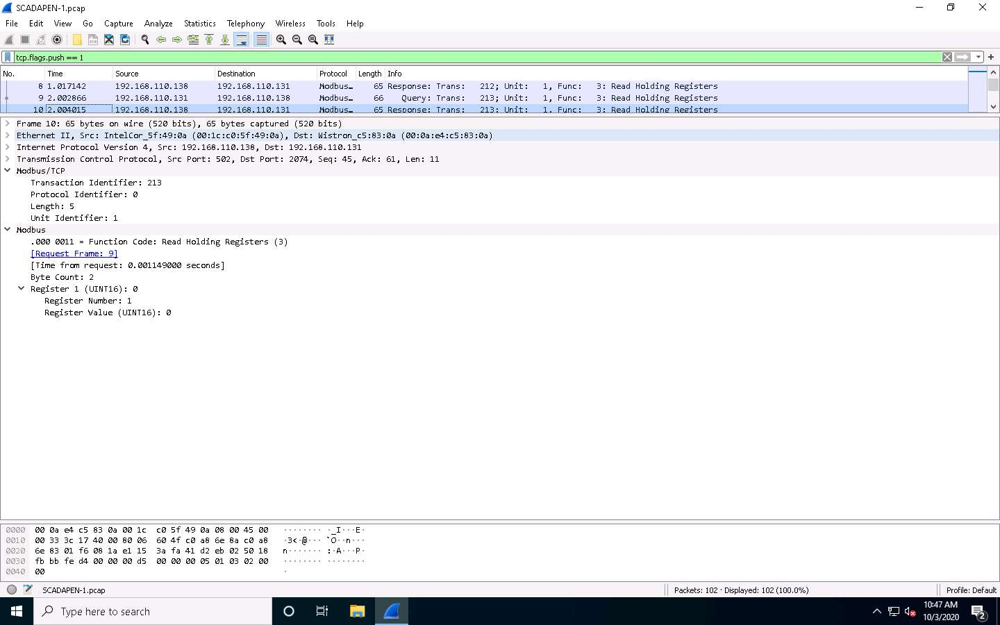 SCADAPEN-1.pcap
File Edit View Go Capture Analyze Statistics Telephony Wireless Tools Help
tcp.flags.push == 1
No. Time Source Destination Protocol Length Info
8 1.017142 192.168.110.138 192.168.110.131 Modbus… 65 Response: Trans: 212; Unit: 1, Func: 3: Read Holding Registers
9 2.002866 192.168.110.131 192.168.110.138 Modbus… 66 Query: Trans: 213; Unit: 1, Func: 3: Read Holding Registers
10 2.004015 192.168.110.138 192.168.110.131 Modbus… 65 Response: Trans: 213; Unit: 1, Func: 3: Read Holding Registers
Frame 10: 65 bytes on wire (520 bits), 65 bytes captured (520 bits)
Ethernet II, Src: IntelCor_5f:49:0a (00:1c:c0:5f:49:0a), Dst: Wistron_c5:83:0a (00:0a:e4:c5:83:0a)
Internet Protocol Version 4, Src: 192.168.110.138, Dst: 192.168.110.131
Transmission Control Protocol, Src Port: 502, Dst Port: 2074, Seq: 45, Ack: 61, Len: 11
Modbus/TCP
Transaction Identifier: 213
Protocol Identifier: 0
Length: 5
Unit Identifier: 1
Modbus
.000 0011 = Function Code: Read Holding Registers (3)
[Request Frame: 9]
[Time from request: 0.001149000 seconds]
Byte Count: 2
Register 1 (UINT16): 0
Register Number: 1
Register Value (UINT16): 0
0000 00 0a e4 c5 83 0a 00 1c c0 5f 49 0a 08 00 45 00 ········ ·_I···E·
0010 00 33 3c 17 40 00 80 06 60 4f c0 a8 6e 8a c0 a8 ·3<·@··· `O··n···
0020 6e 83 01 f6 08 1a e1 15 3a fa 41 d2 eb 02 50 18 n······· :·A···P·
0030 fb bb fe d4 00 00 00 d5 00 00 00 05 01 03 02 00 ········ ········
0040 00 ·
SCADAPEN-1.pcap Packets: 102 · Displayed: 102 (100.0%) Profile: Default
Type here to search
10:47 AM
10/3/2020
2